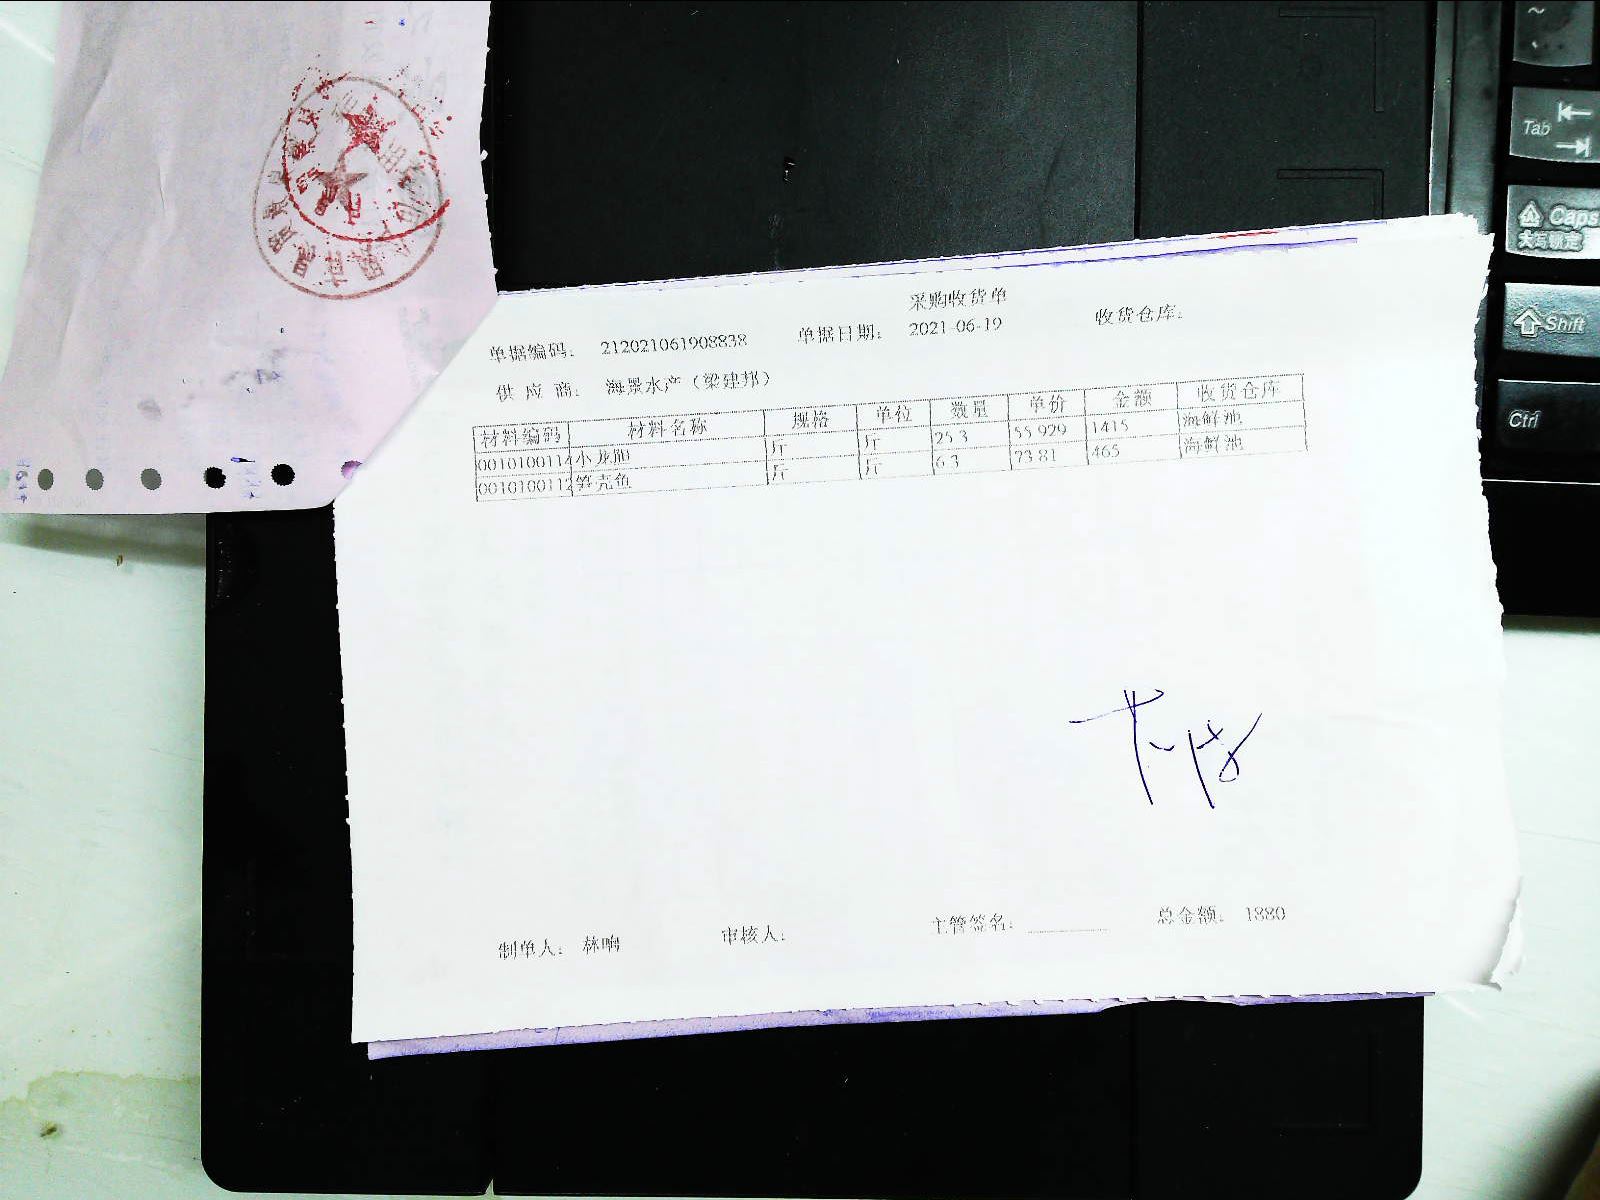 采购收货单
单据编码： 212021061908838 单据日期： 2021-06-19 收货仓库：
供应商： 海景水产（梁建邦）
材料编码 材料名称 规格 单位 数量 单价 金额 收货仓库
0010100114 小龙胆 斤 斤 25.3 55.929 1415 海鲜池
0010100112 笋壳鱼 斤 斤 6.3 73.81 465 海鲜池
制单人： 林响 审核人： 主管签名： 总金额： 1880
Tab
Caps
大写锁定
Shift
Ctrl